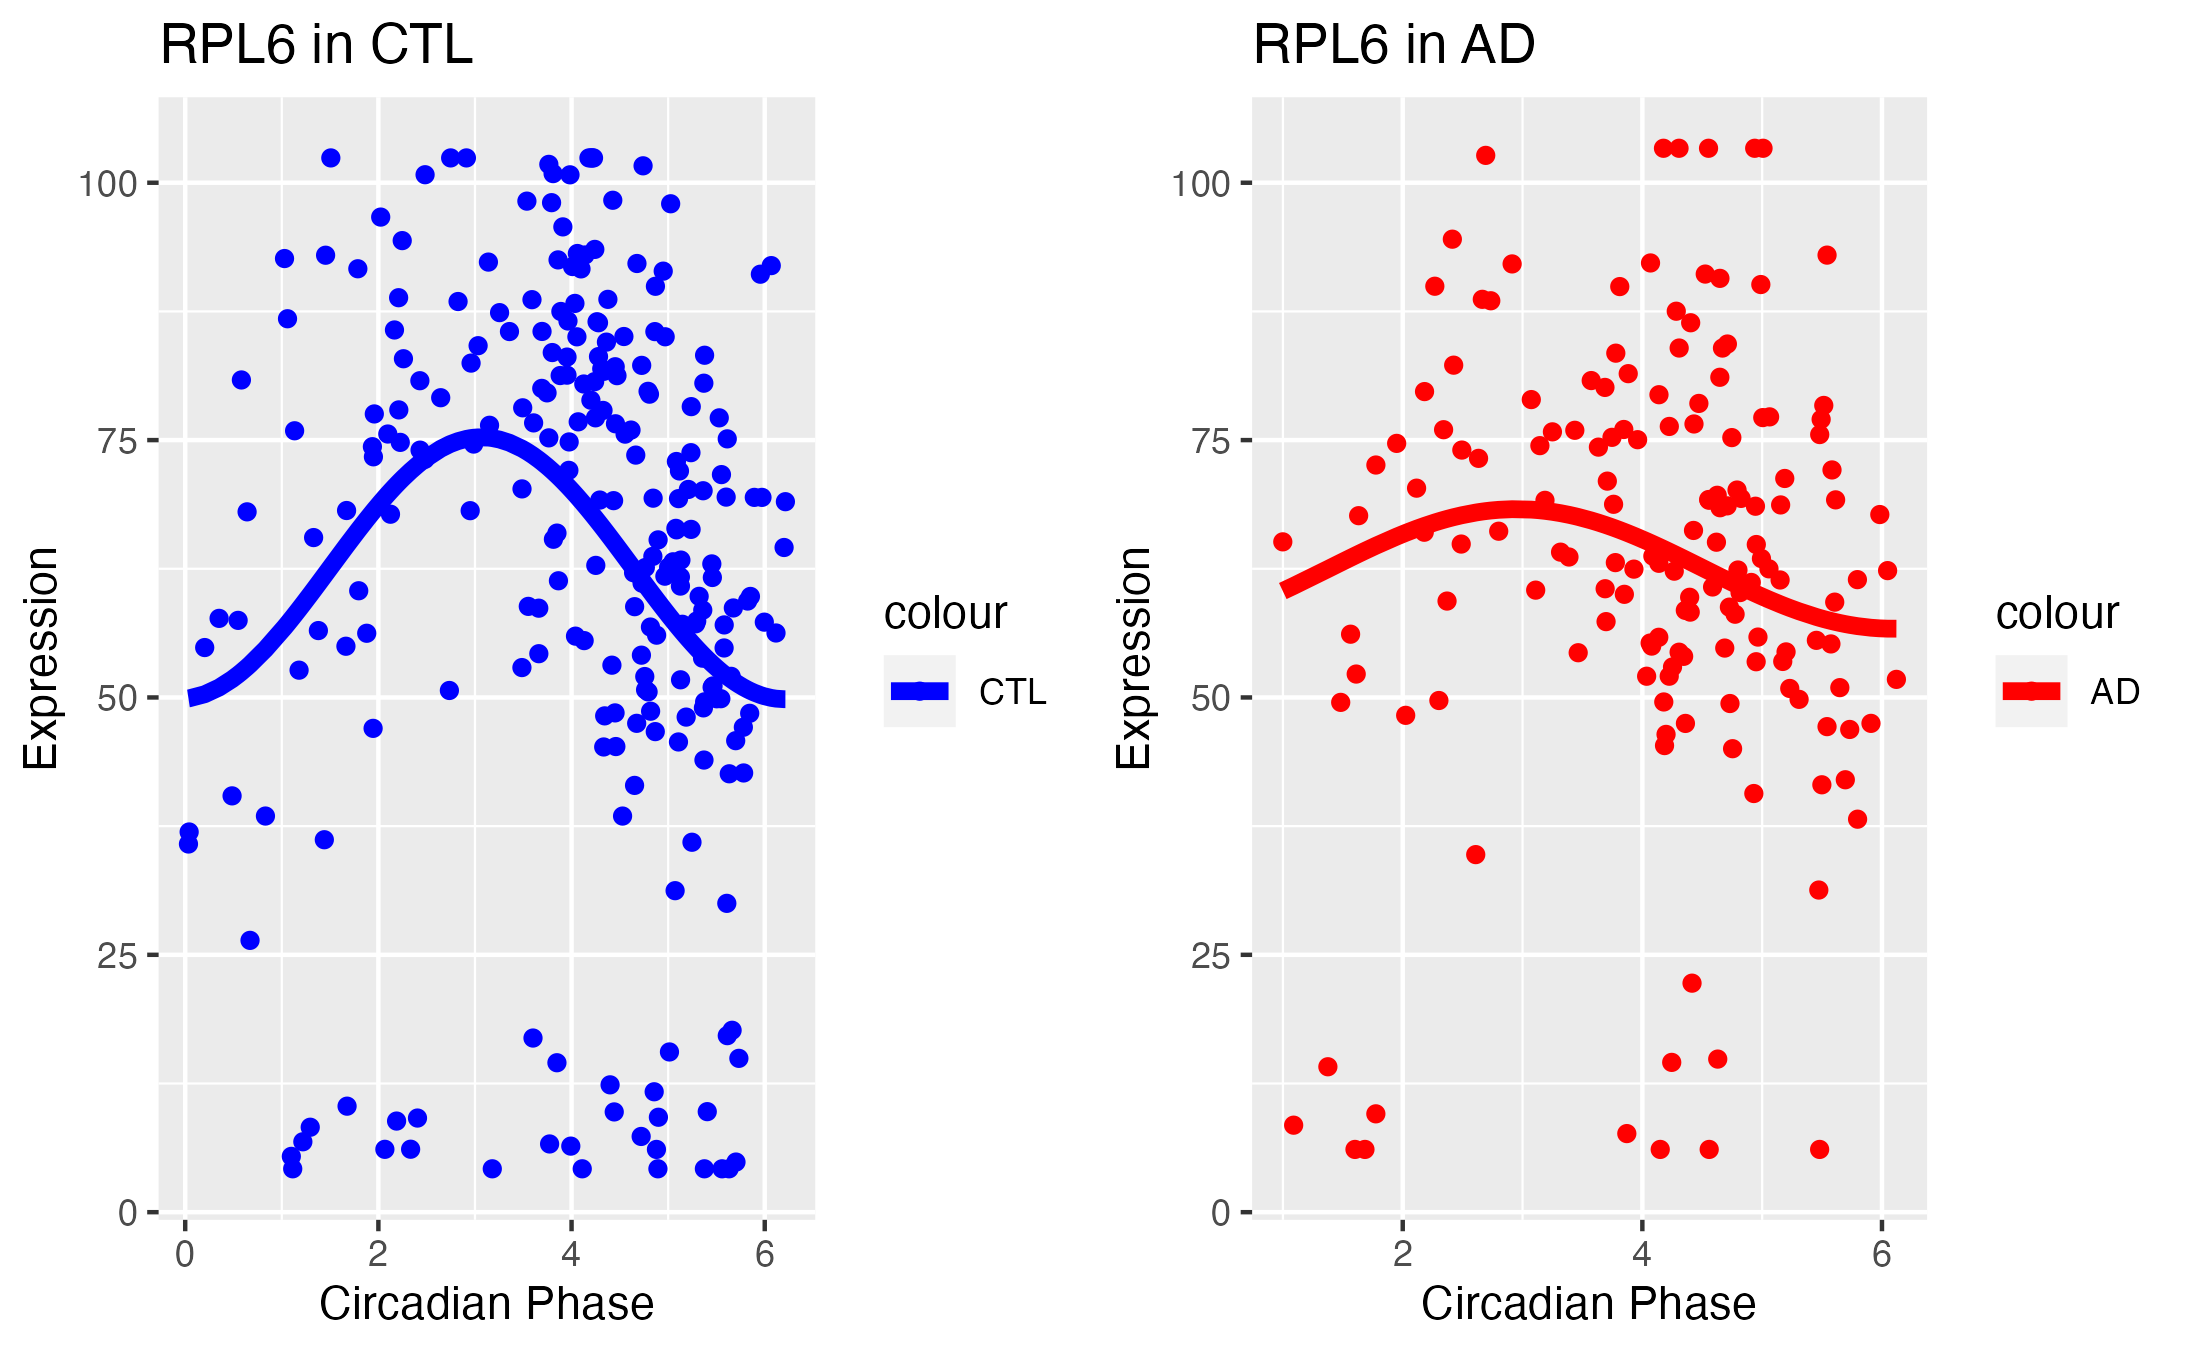 RPL6 in CTL
Expression
100
75
50
25
0
0 2 4 6
Circadian Phase
colour
CTL
RPL6 in AD
Expression
100
75
50
25
0
2 4 6
Circadian Phase
colour
AD